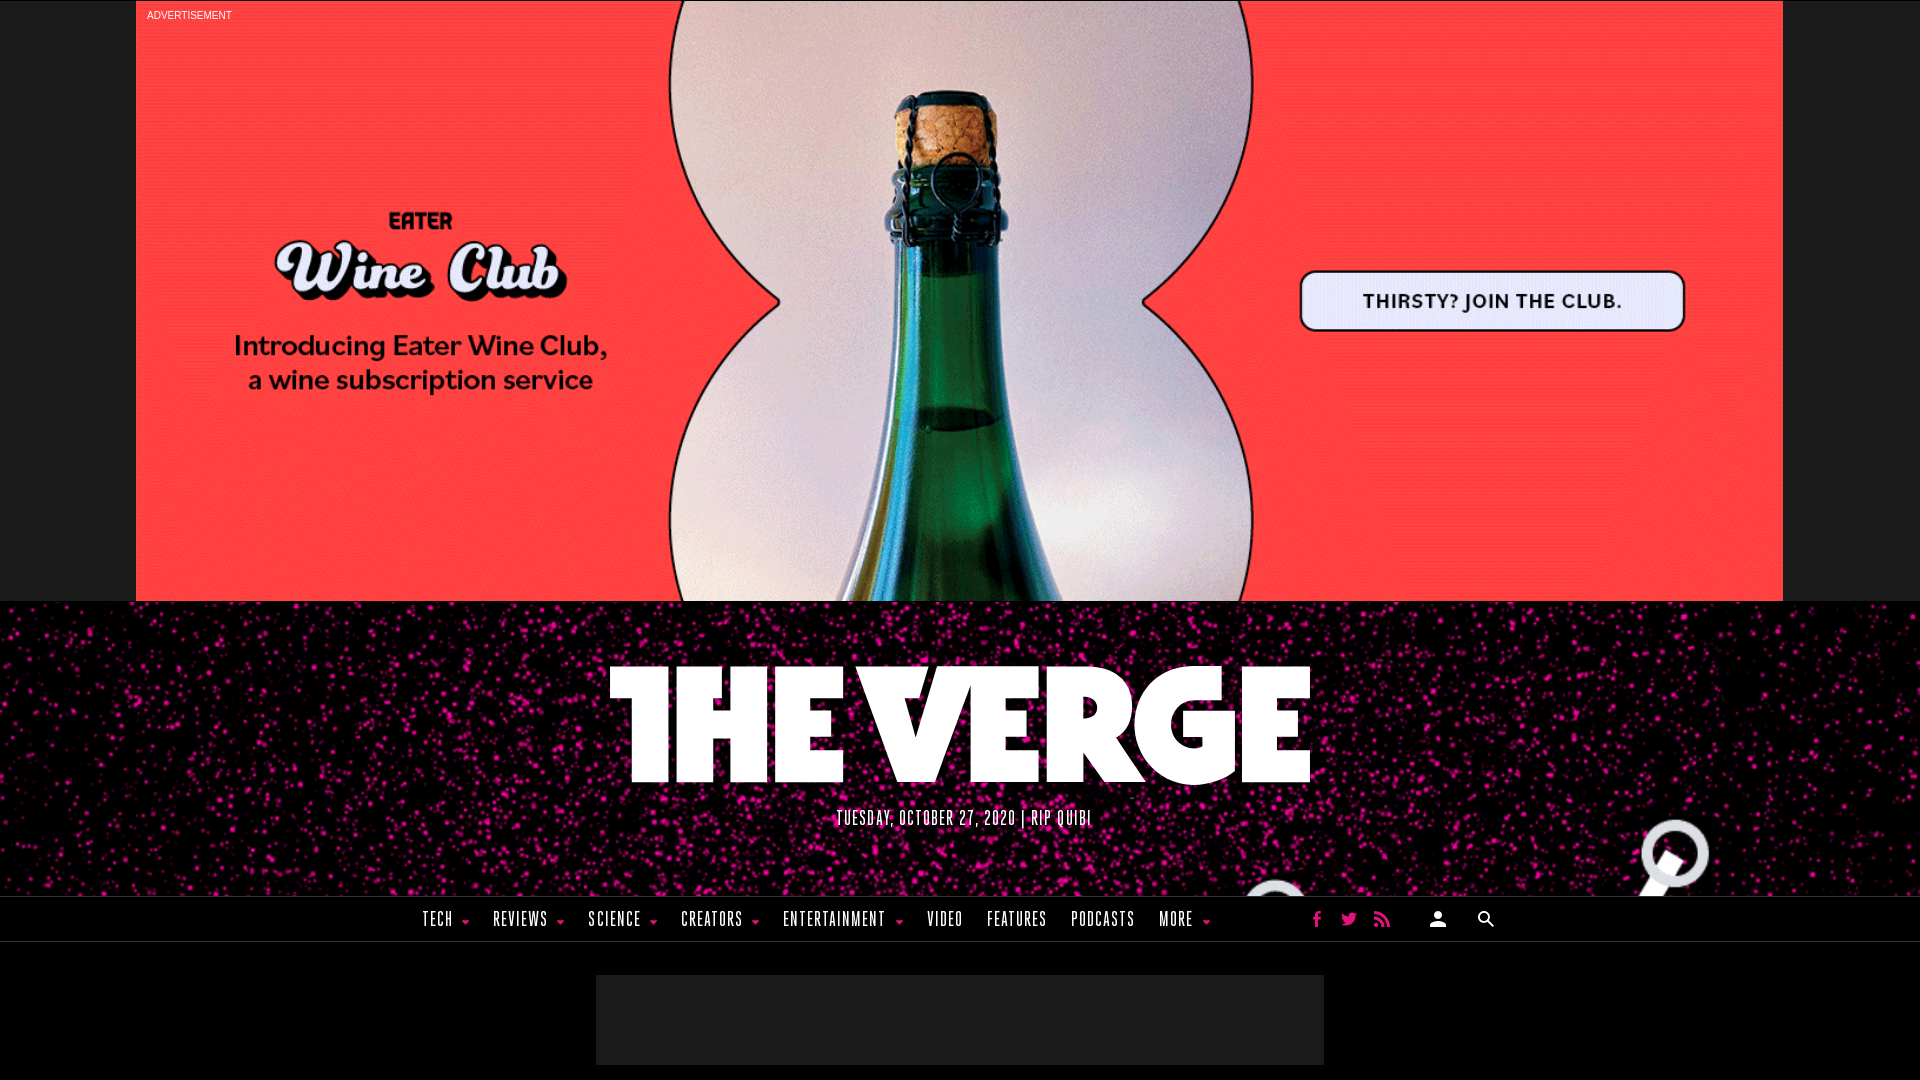 ADVERTISEMENT
EATER
Wine Club
Introducing Eater Wine Club,
a wine subscription service
THIRSTY? JOIN THE CLUB.
THE VERGE
TUESDAY, OCTOBER 27, 2020 | RIP QUIBI
TECH REVIEWS SCIENCE CREATORS ENTERTAINMENT VIDEO FEATURES PODCASTS MORE